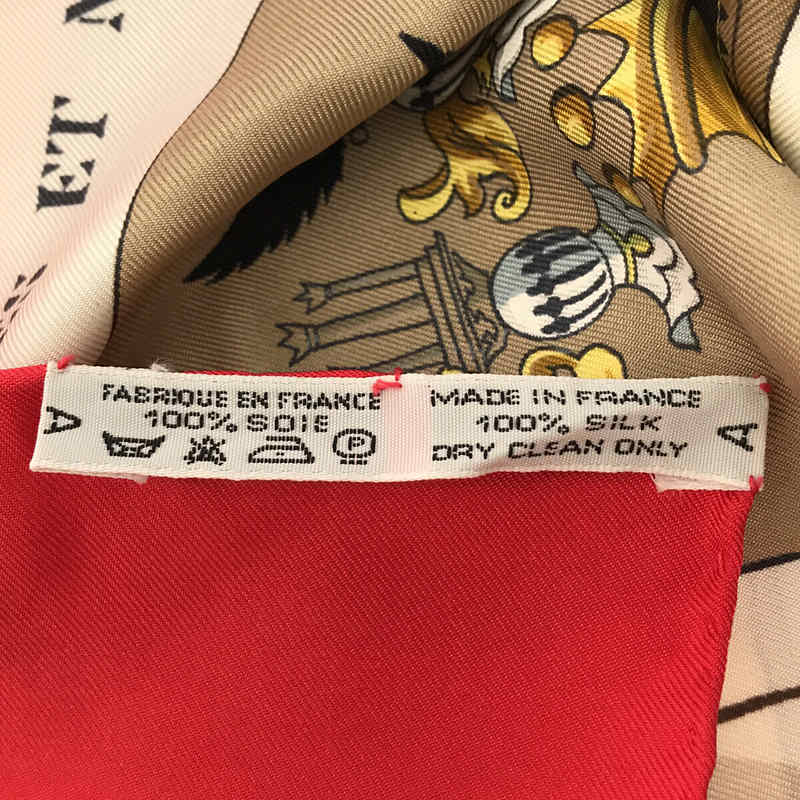 ET
A
FABRIQUE EN FRANCE
100% SOIE
P
MADE IN FRANCE
100% SILK
DRY CLEAN ONLY
A